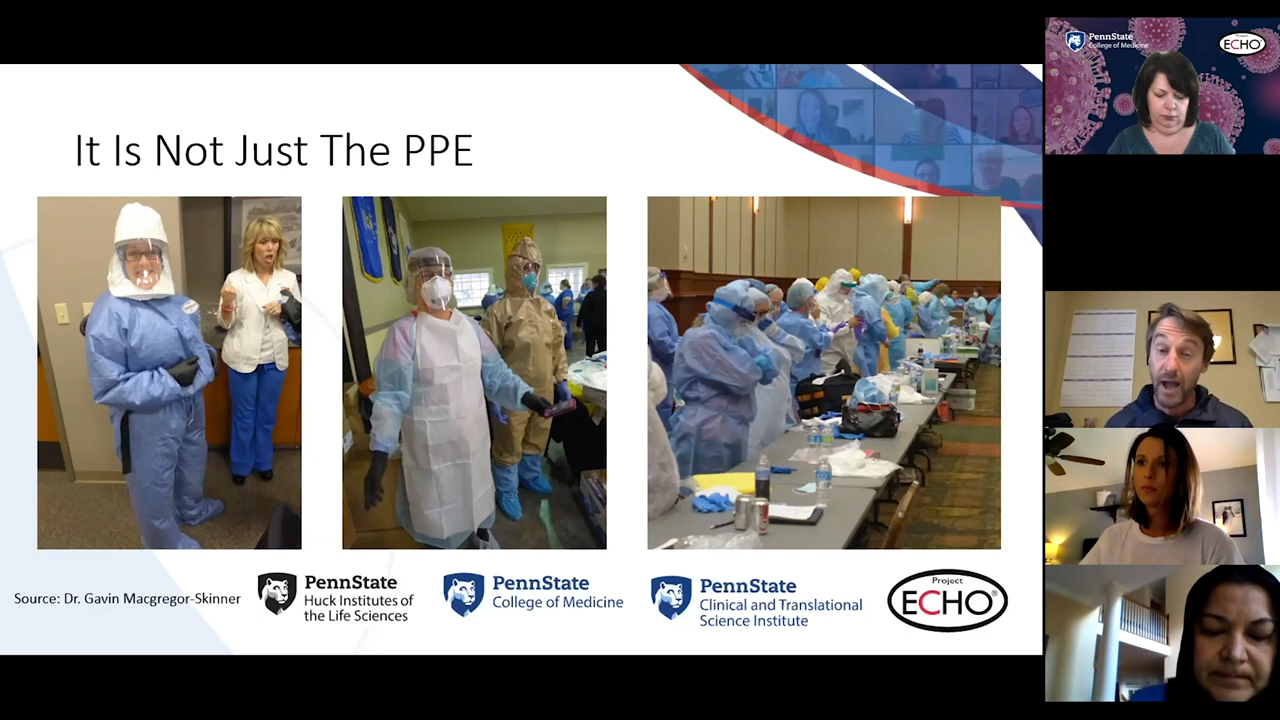 It Is Not Just The PPE
Source: Dr. Gavin Macgregor-Skinner
PennState
Huck Institutes of
the Life Sciences
PennState
College of Medicine
PennState
Clinical and Translational
Science Institute
Project
ECHO®
PennState
College of Medicine
Project
ECHO